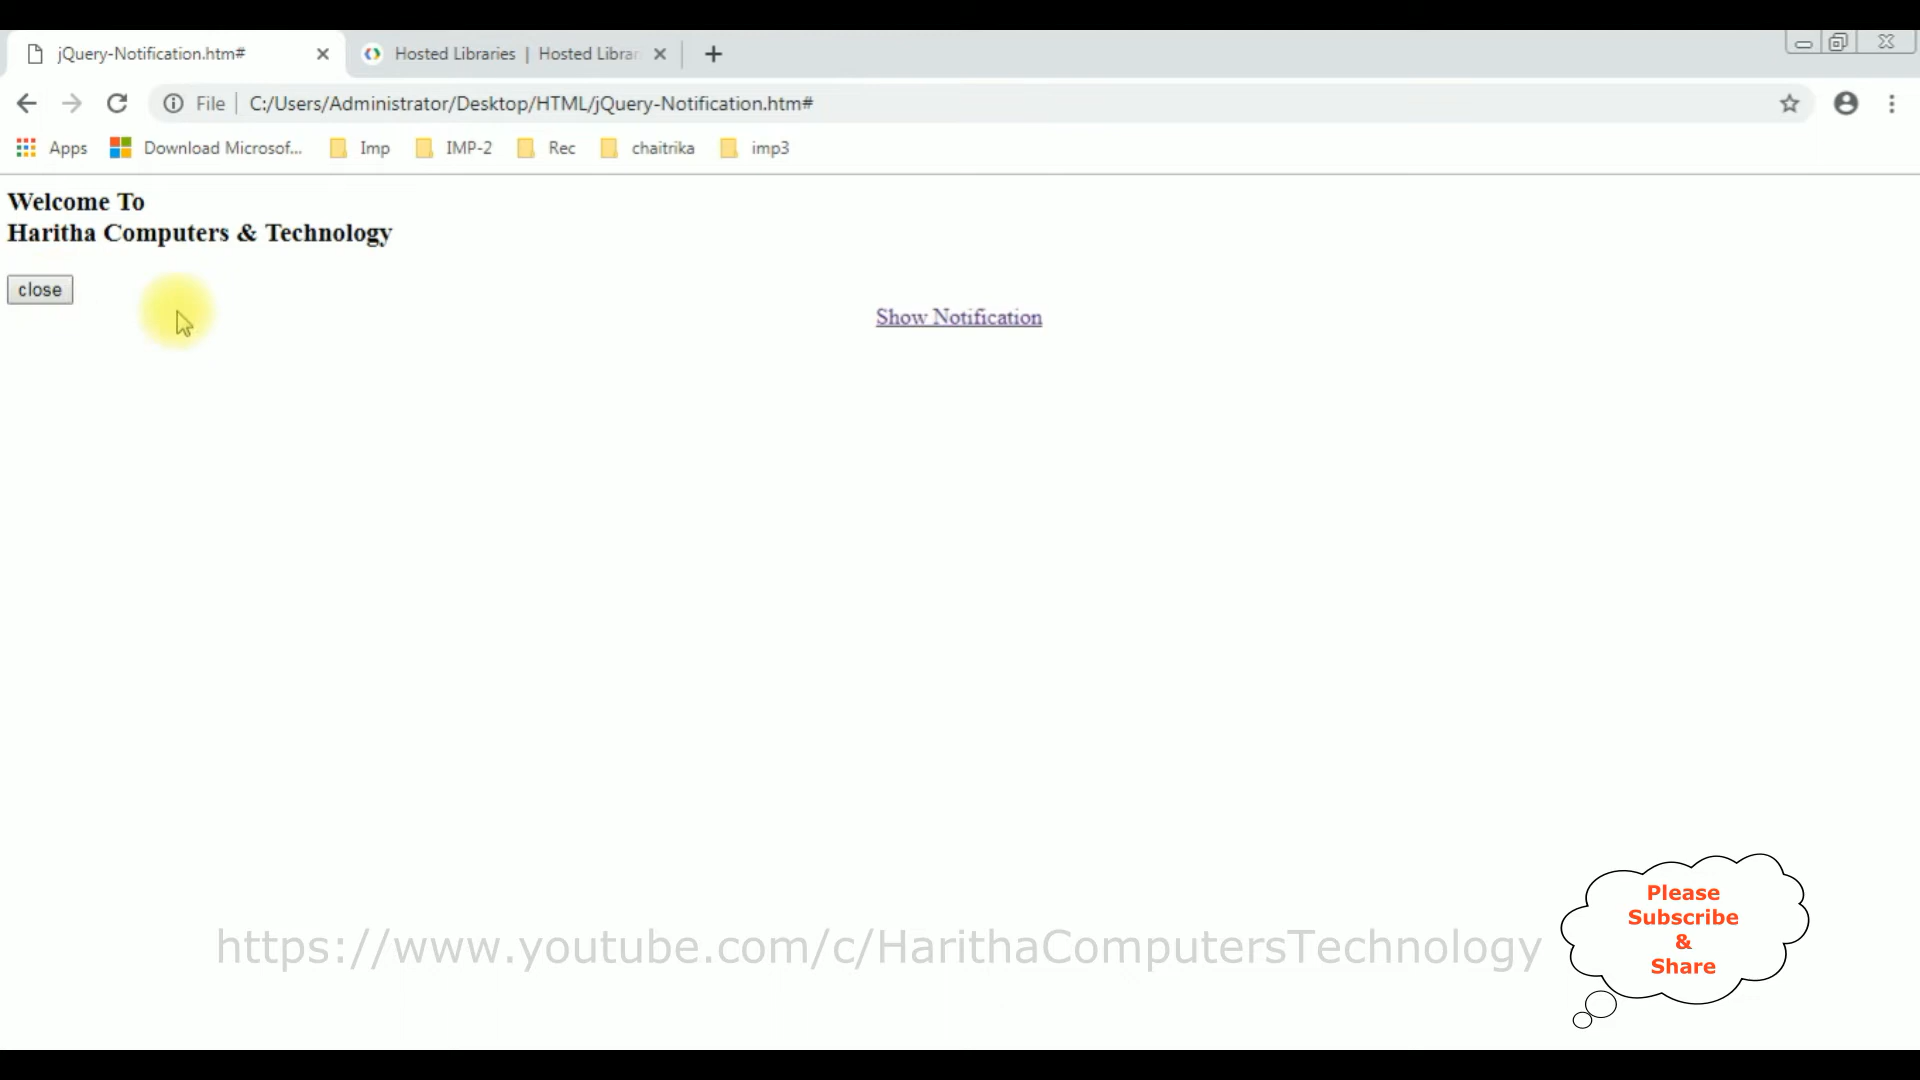 jQuery-Notification.htm#
Hosted Libraries | Hosted Librar
File
C:/Users/Administrator/Desktop/HTML/jQuery-Notification.htm#
Apps
Download Microsof...
Imp
IMP-2
Rec
chaitrika
imp3
Welcome To
Haritha Computers & Technology
close
Show Notification
https://www.youtube.com/c/HarithaComputersTechnology
Please
Subscribe
&
Share